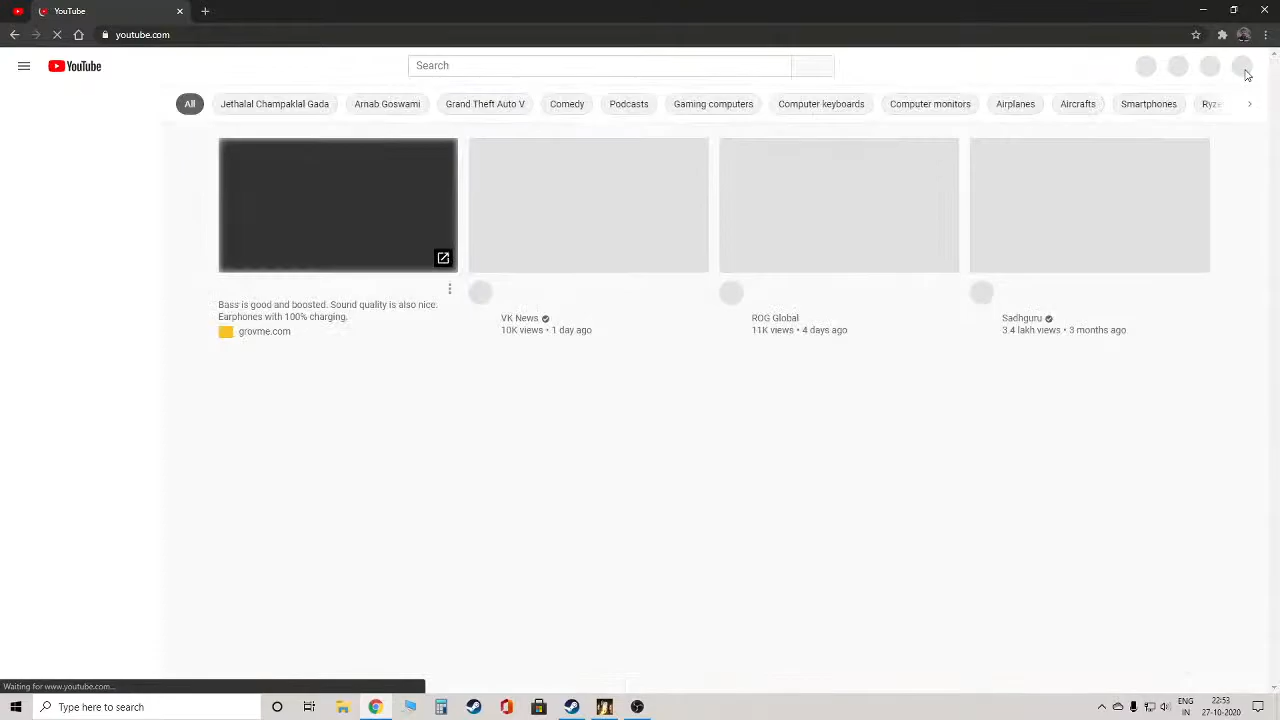 YouTube
youtube.com
YouTube
Search
All
Jethalal Champaklal Gada
Arnab Goswami
Grand Theft Auto V
Comedy
Podcasts
Gaming computers
Computer keyboards
Computer monitors
Airplanes
Aircrafts
Smartphones
Ryze
Bass is good and boosted. Sound quality is also nice.
Earphones with 100% charging.
grovme.com
VK News
10K views • 1 day ago
ROG Global
11K views • 4 days ago
Sadhguru
3.4 lakh views • 3 months ago
Waiting for www.youtube.com...
Type here to search
ENG
IN
22:53
27-10-2020